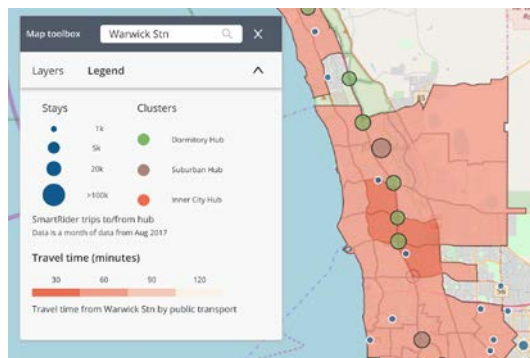 Map toolbox
Warwick Stn
X
Layers
Legend
Stays
Clusters
1k
5k
20k
>100k
Dormitory Hub
Suburban Hub
Inner City Hub
SmartRider trips to/from hub
Data is a month of data from Aug 2017
Travel time (minutes)
30 60 90 120
Travel time from Warwick Stn by public transport